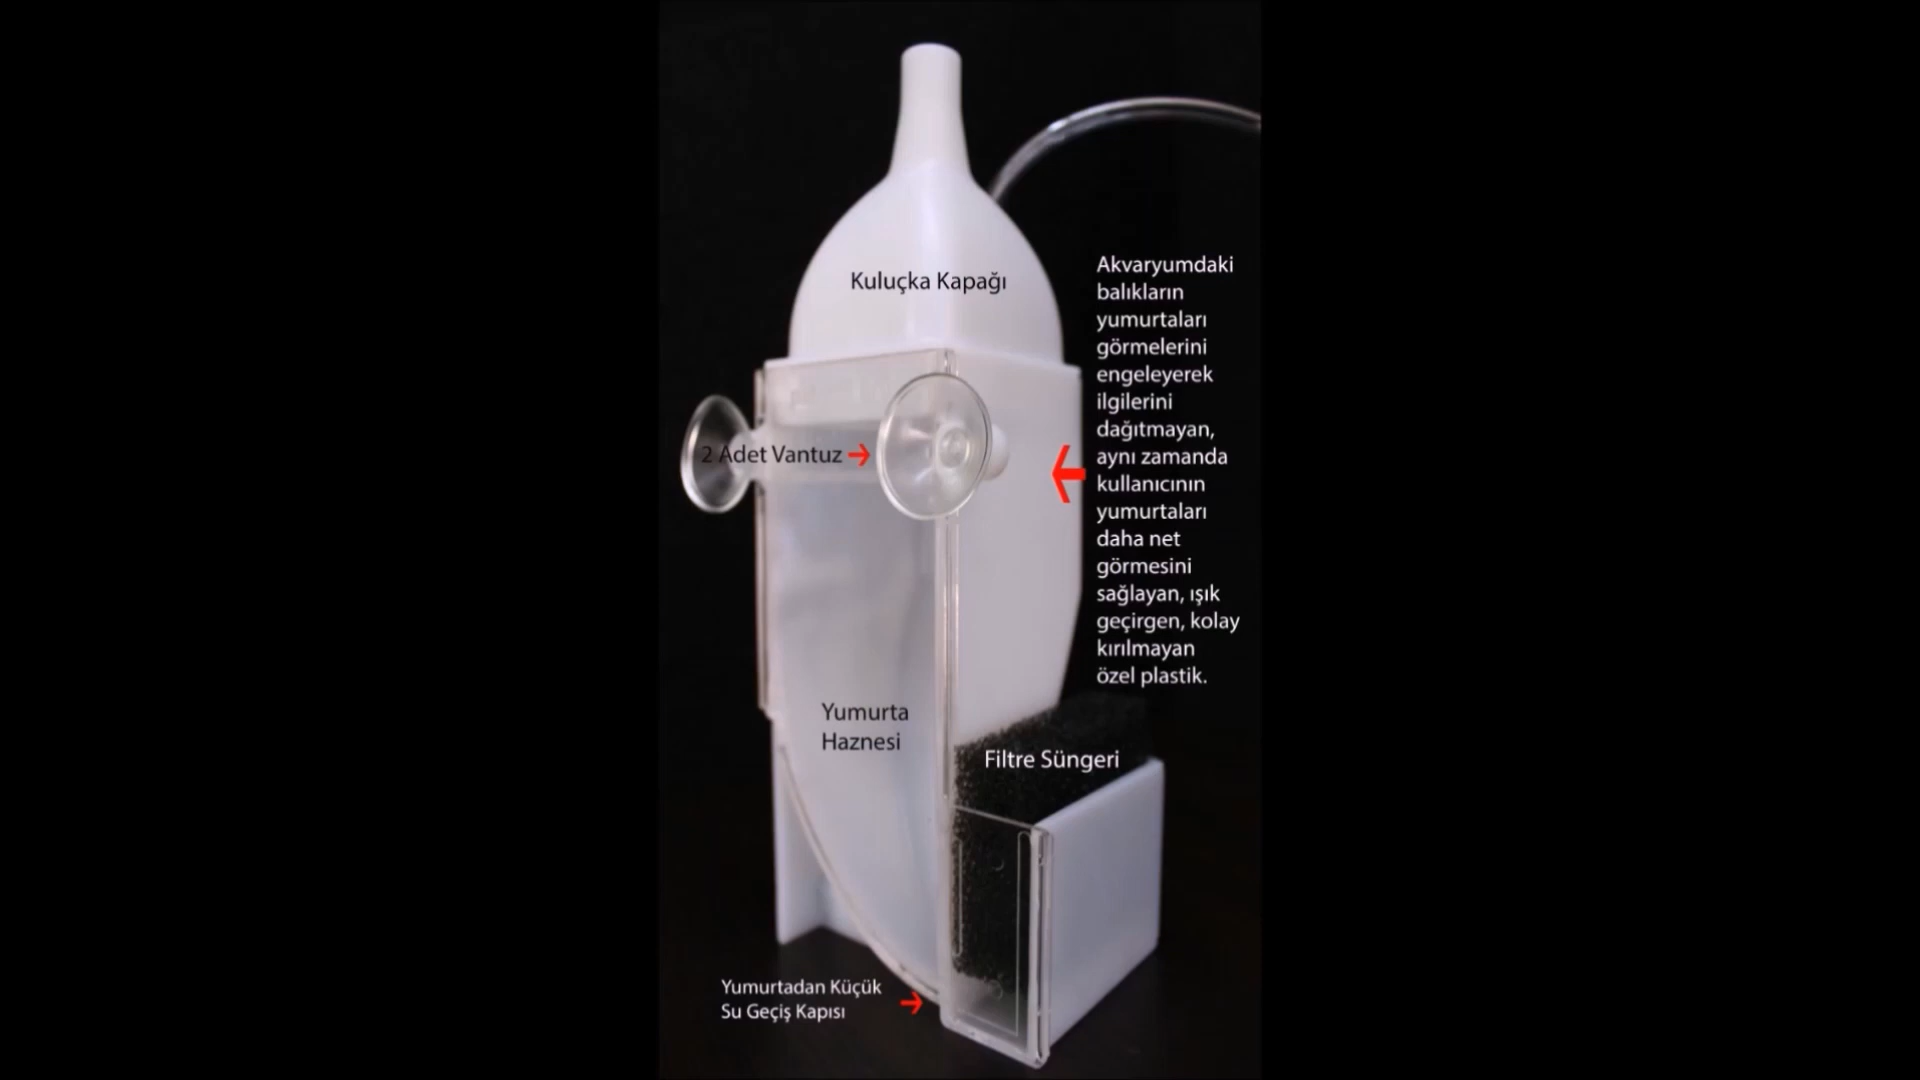 Kuluçka Kapağı
Akvaryumdaki
balıkların
yumurtaları
görmelerini
engeleyerek
ilgilerini
dağıtmayan,
aynı zamanda
kullanıcının
yumurtaları
daha net
görmesini
sağlayan, ışık
geçirgen, kolay
kırılmayan
özel plastik.
2 Adet Vantuz
Yumurta
Haznesi
Filtre Süngeri
Yumurtadan Küçük
Su Geçiş Kapısı